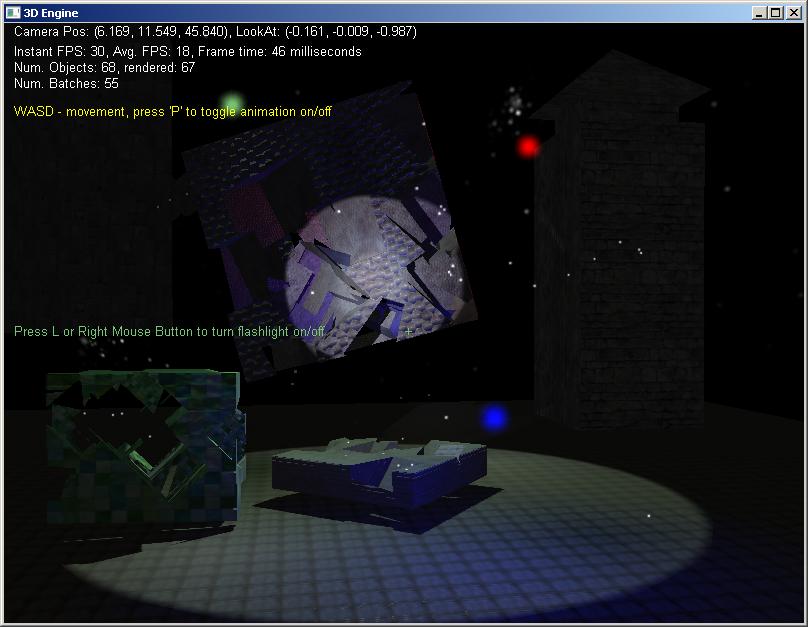 3D Engine
Camera Pos: (6.169, 11.549, 45.840), LookAt: (-0.161, -0.009, -0.987)
Instant FPS: 30, Avg. FPS: 18, Frame time: 46 milliseconds
Num. Objects: 68, rendered: 67
Num. Batches: 55
WASD - movement, press 'P' to toggle animation on/off
Press L or Right Mouse Button to turn flashlight on/off